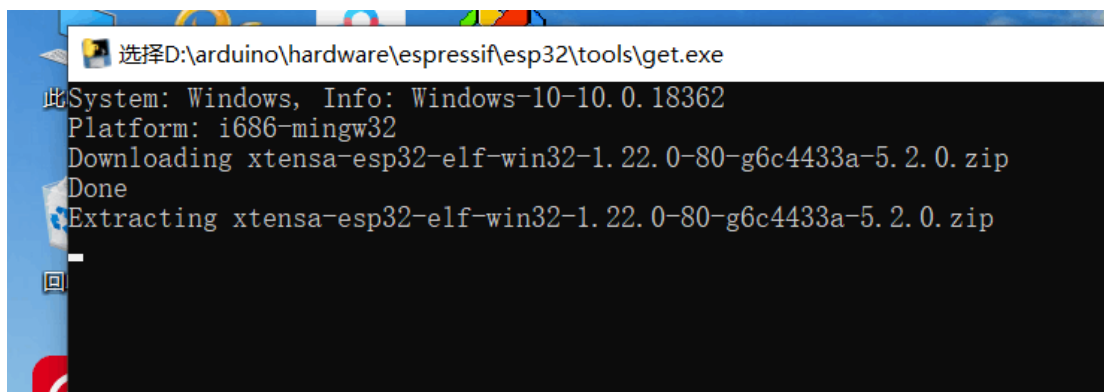 选择D:\arduino\hardware\espressif\esp32\tools\get.exe
此
System: Windows, Info: Windows-10-10.0.18362
Platform: i686-mingw32
Downloading xtensa-esp32-elf-win32-1.22.0-80-g6c4433a-5.2.0.zip
Done
Extracting xtensa-esp32-elf-win32-1.22.0-80-g6c4433a-5.2.0.zip
回